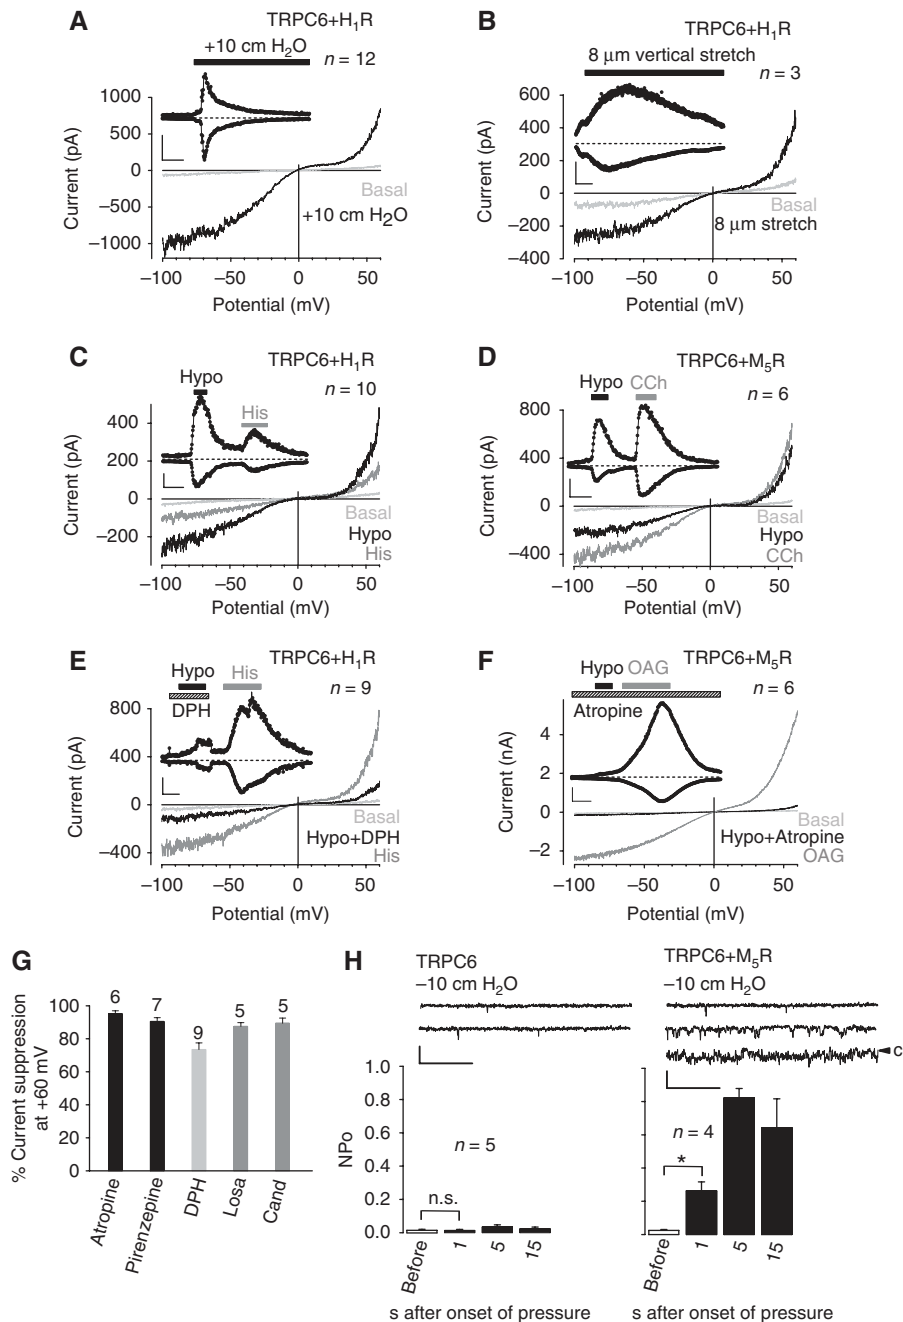 A
TRPC6+H1R
+10 cm H2O
n = 12
1000
500
0
−500
−1000
Current (pA)
Basal
+10 cm H2O
−100
−50
0
50
Potential (mV)
B
TRPC6+H1R
8 µm vertical stretch
n = 3
800
600
400
200
0
−200
−400
Current (pA)
Basal
8 µm stretch
−100
−50
0
50
Potential (mV)
C
TRPC6+H1R
Hypo
n = 10
His
400
200
0
−200
Current (pA)
Basal
Hypo
His
−100
−50
0
50
Potential (mV)
D
TRPC6+M5R
Hypo CCh
n = 6
800
400
0
−400
Current (pA)
Basal
Hypo
CCh
−100
−50
0
50
Potential (mV)
E
TRPC6+H1R
Hypo
His
n = 9
DPH
800
400
0
−400
Current (pA)
Basal
Hypo+DPH
His
−100
−50
0
50
Potential (mV)
F
TRPC6+M5R
Hypo OAG
n = 6
Atropine
4
2
0
−2
Current (nA)
Basal
Hypo+Atropine
OAG
−100
−50
0
50
Potential (mV)
G
% Current suppression
at +60 mV
100
80
60
40
20
0
6
7
9
5
5
Atropine
Pirenzepine
DPH
Losa
Cand
H
TRPC6
−10 cm H2O
1.0
0.8
0.6
0.4
0.2
0.0
NPo
n = 5
n.s.
Before
1
5
15
s after onset of pressure
TRPC6+M5R
−10 cm H2O
c
n = 4
*
Before
1
5
15
s after onset of pressure